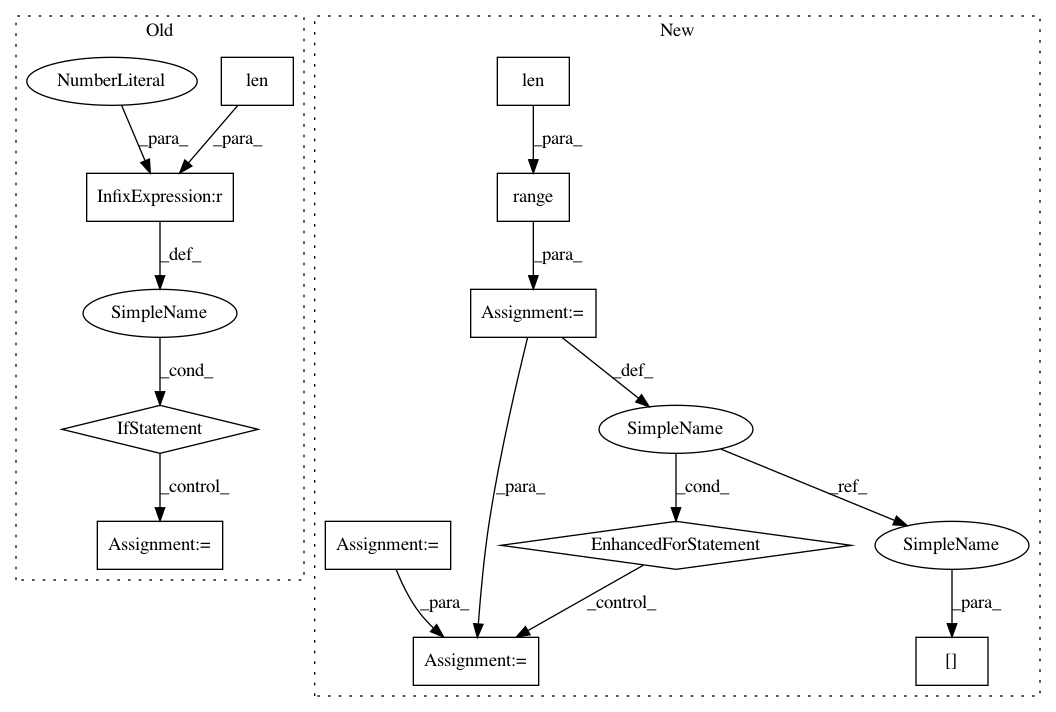 Old
New
NumberLiteral
len
len
_para_
_para_
_para_
InfixExpression:r
range
_def_
_para_
SimpleName
Assignment:=
_cond_
_def_
IfStatement
SimpleName
_control_
_para_
_cond_
_ref_
Assignment:=
Assignment:=
EnhancedForStatement
SimpleName
_para_
_control_
_para_
Assignment:=
[]